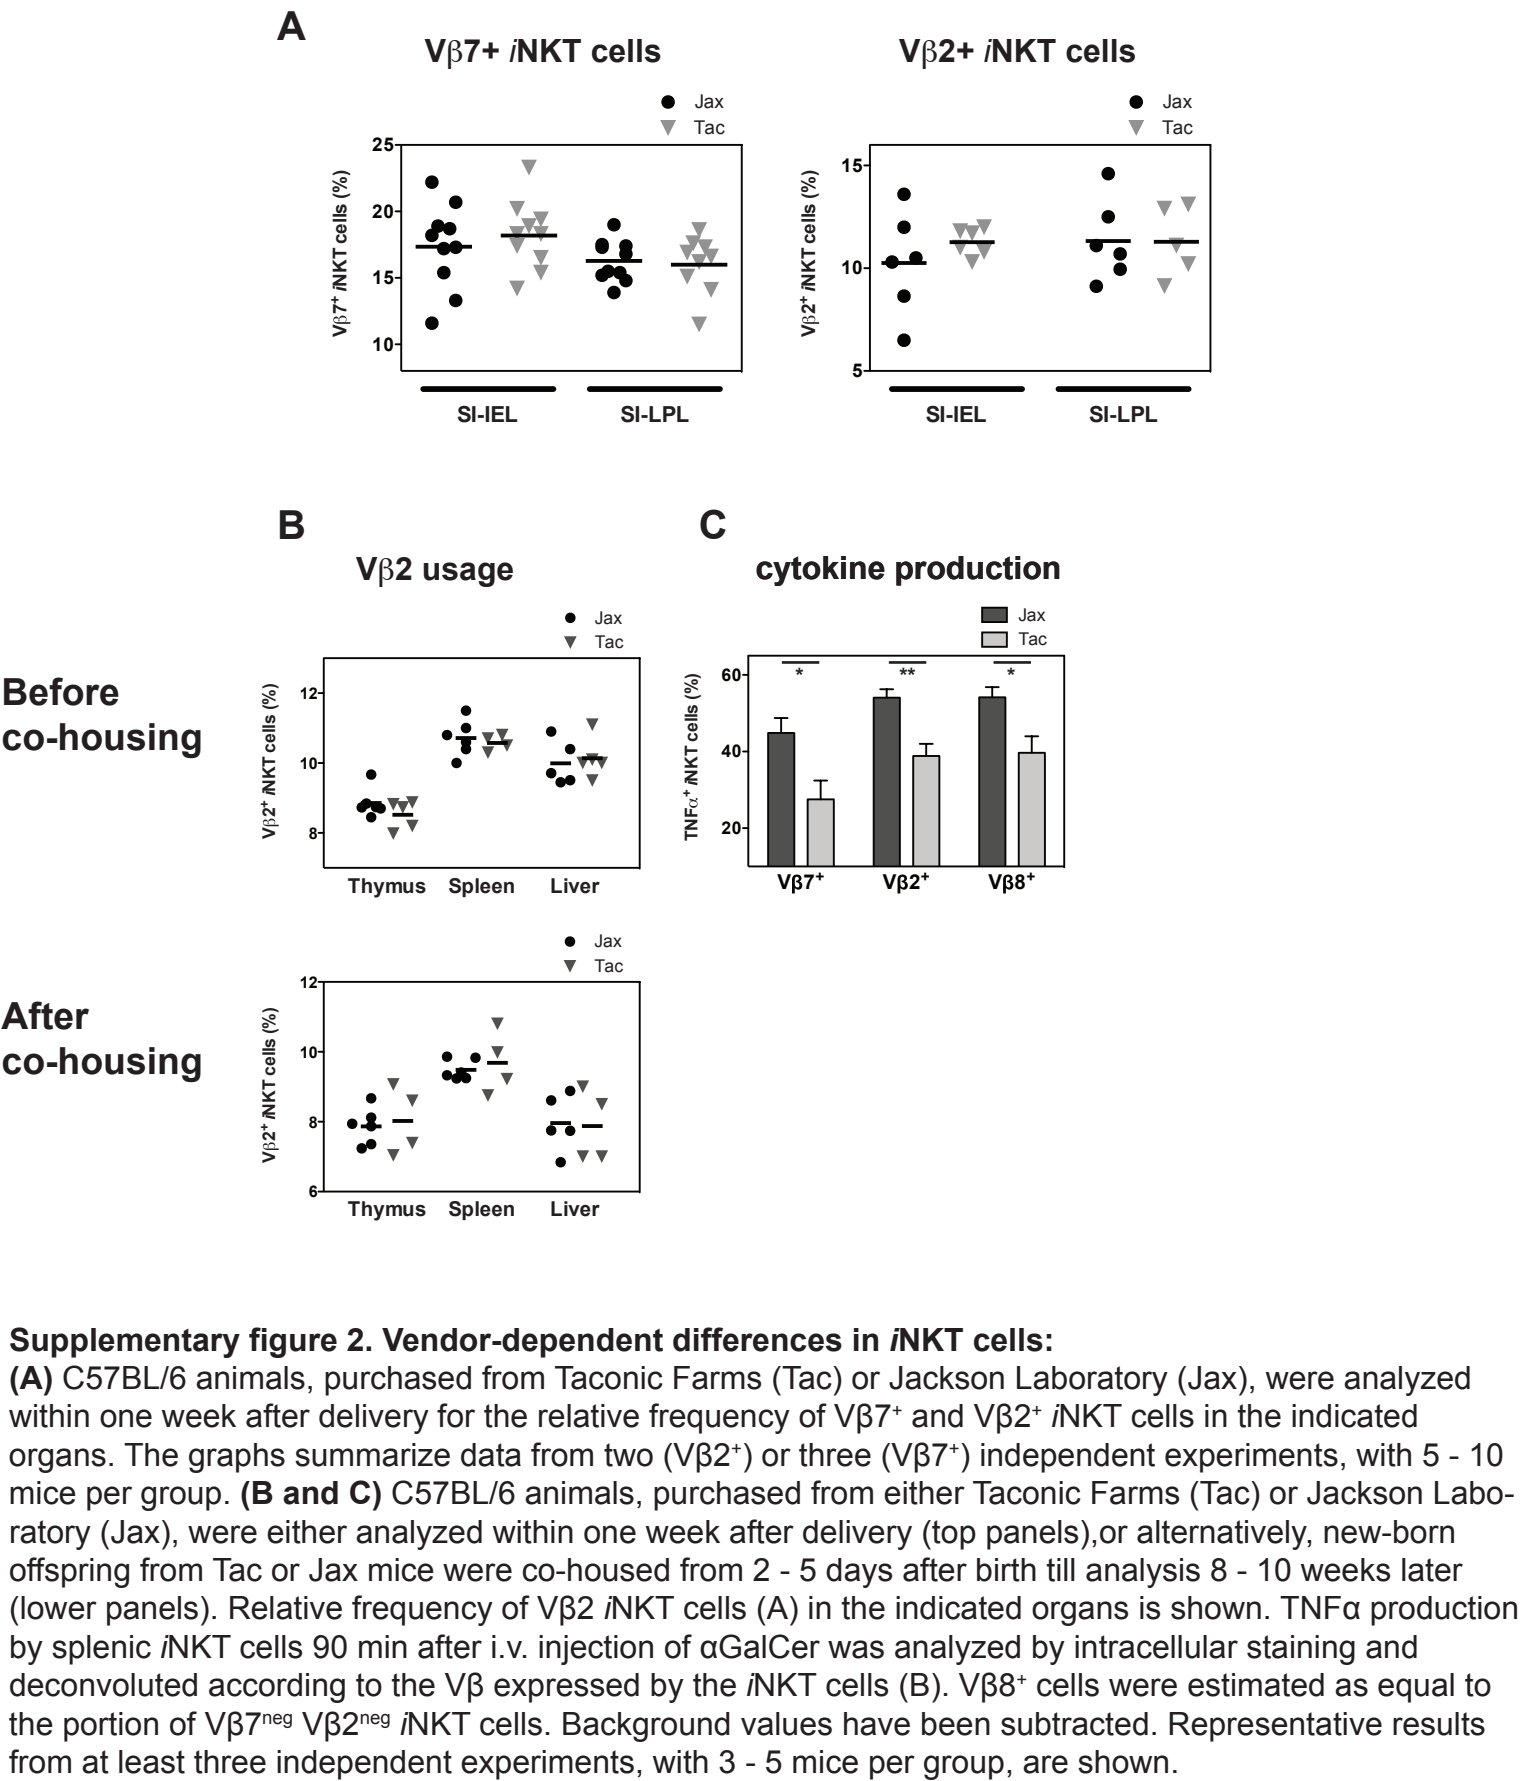 A
Vβ7+ iNKT cells
Jax
Tac
Vβ7⁺ iNKT cells (%)
25
20
15
10
SI-IEL
SI-LPL
Vβ2+ iNKT cells
Jax
Tac
Vβ2⁺ iNKT cells (%)
15
10
5
SI-IEL
SI-LPL
B
Vβ2 usage
Before
co-housing
Jax
Tac
Vβ2⁺ iNKT cells (%)
12
10
8
Thymus Spleen Liver
C
cytokine production
Jax
Tac
TNFα⁺ iNKT cells (%)
60
40
20
* ** *
Vβ7⁺ Vβ2⁺ Vβ8⁺
After
co-housing
Jax
Tac
Vβ2⁺ iNKT cells (%)
12
10
8
6
Thymus Spleen Liver
Supplementary figure 2. Vendor-dependent differences in iNKT cells:
(A) C57BL/6 animals, purchased from Taconic Farms (Tac) or Jackson Laboratory (Jax), were analyzed
within one week after delivery for the relative frequency of Vβ7⁺ and Vβ2⁺ iNKT cells in the indicated
organs. The graphs summarize data from two (Vβ2⁺) or three (Vβ7⁺) independent experiments, with 5 - 10
mice per group. (B and C) C57BL/6 animals, purchased from either Taconic Farms (Tac) or Jackson Labo-
ratory (Jax), were either analyzed within one week after delivery (top panels),or alternatively, new-born
offspring from Tac or Jax mice were co-housed from 2 - 5 days after birth till analysis 8 - 10 weeks later
(lower panels). Relative frequency of Vβ2 iNKT cells (A) in the indicated organs is shown. TNFα production
by splenic iNKT cells 90 min after i.v. injection of αGalCer was analyzed by intracellular staining and
deconvoluted according to the Vβ expressed by the iNKT cells (B). Vβ8⁺ cells were estimated as equal to
the portion of Vβ7ⁿᵉᵍ Vβ2ⁿᵉᵍ iNKT cells. Background values have been subtracted. Representative results
from at least three independent experiments, with 3 - 5 mice per group, are shown.